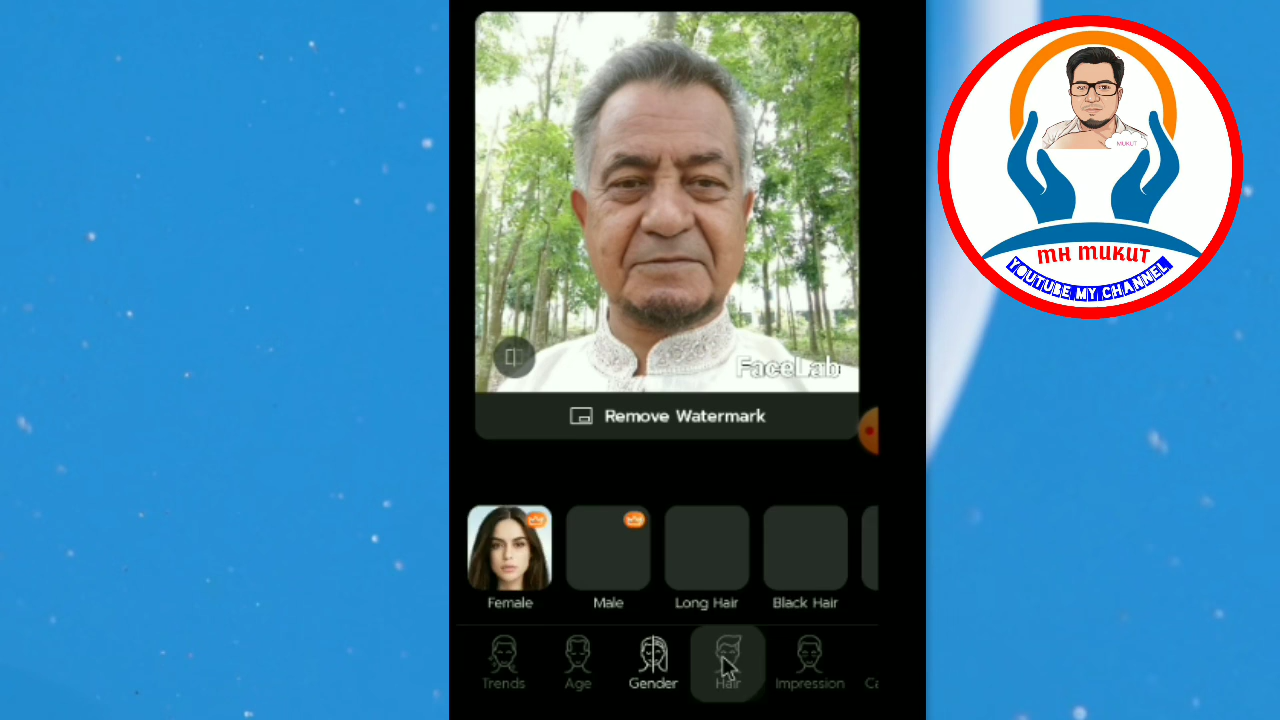 FaceLab
Remove Watermark
Female
Male
Long Hair
Black Hair
Trends
Age
Gender
Hair
Impression
MUKUT
MH MUKUT
YOUTUBE MY CHANNEL